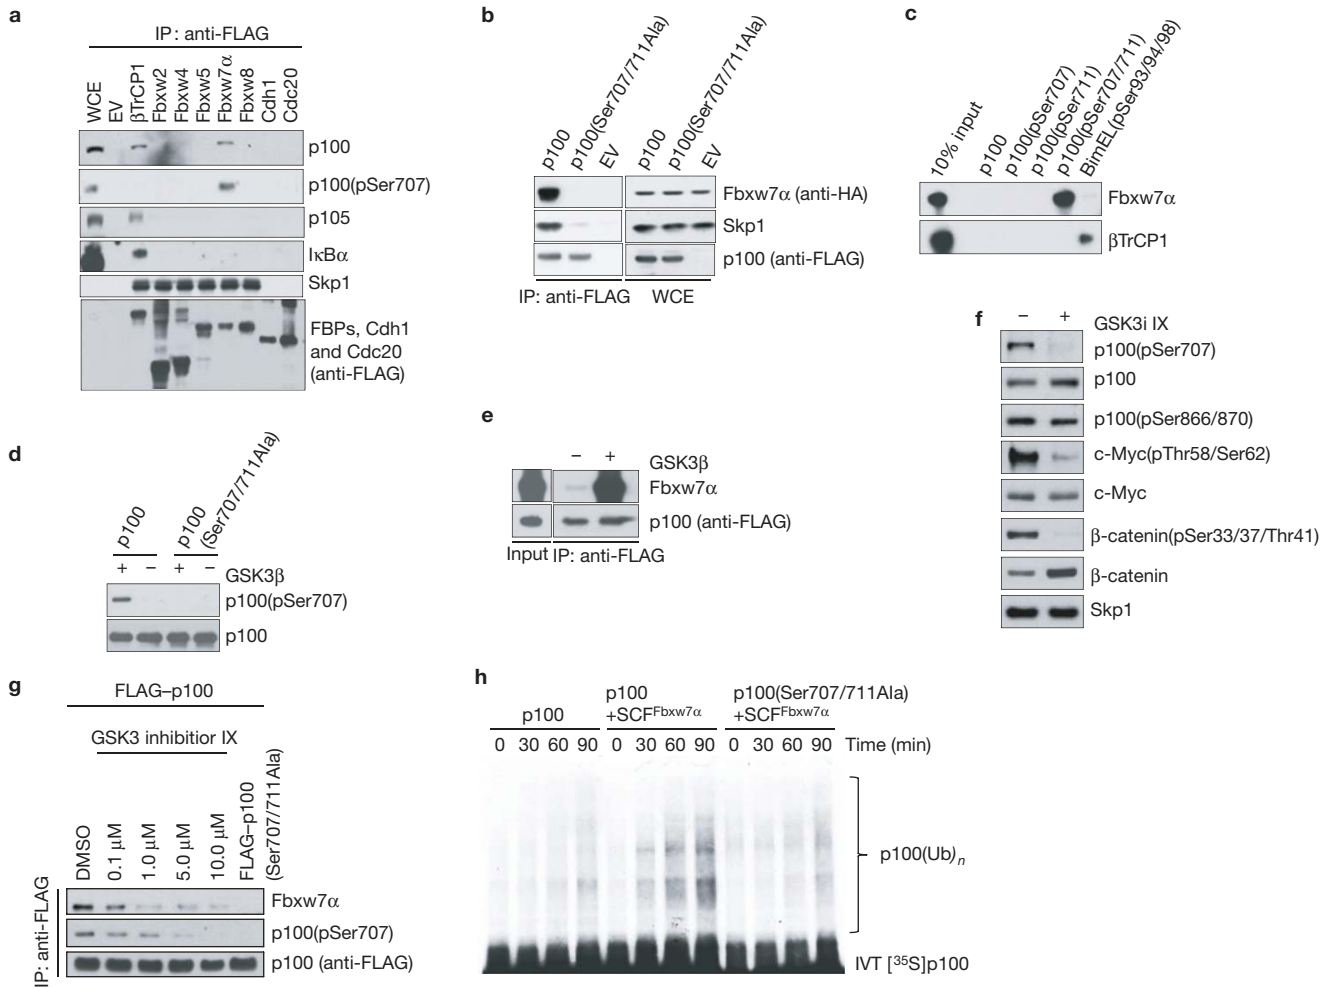 a
IP: anti-FLAG
WCE
EV
βTrCP1
Fbxw2
Fbxw4
Fbxw5
Fbxw7α
Fbxw8
Cdh1
Cdc20
p100
p100(pSer707)
p105
IκBα
Skp1
FBPs, Cdh1
and Cdc20
(anti-FLAG)
b
p100
p100(Ser707/711Ala)
EV
p100
p100(Ser707/711Ala)
EV
Fbxw7α (anti-HA)
Skp1
p100 (anti-FLAG)
IP: anti-FLAG
WCE
c
10% input
p100
p100(pSer707)
p100(pSer711)
p100(pSer707/711)
BimEL(pSer93/94/98)
Fbxw7α
βTrCP1
d
p100
p100
(Ser707/711Ala)
+ − + −
GSK3β
p100(pSer707)
p100
e
− +
GSK3β
Fbxw7α
p100 (anti-FLAG)
Input IP: anti-FLAG
f
− +
GSK3i IX
p100(pSer707)
p100
p100(pSer866/870)
c-Myc(pThr58/Ser62)
c-Myc
β-catenin(pSer33/37/Thr41)
β-catenin
Skp1
g
FLAG–p100
GSK3 inhibitior IX
DMSO
0.1 μM
1.0 μM
5.0 μM
10.0 μM
FLAG–p100
(Ser707/711Ala)
IP: anti-FLAG
Fbxw7α
p100(pSer707)
p100 (anti-FLAG)
h
p100
p100
+SCFFbxw7α
p100(Ser707/711Ala)
+SCFFbxw7α
0 30 60 90 0 30 60 90 0 30 60 90 Time (min)
p100(Ub)n
IVT [35S]p100